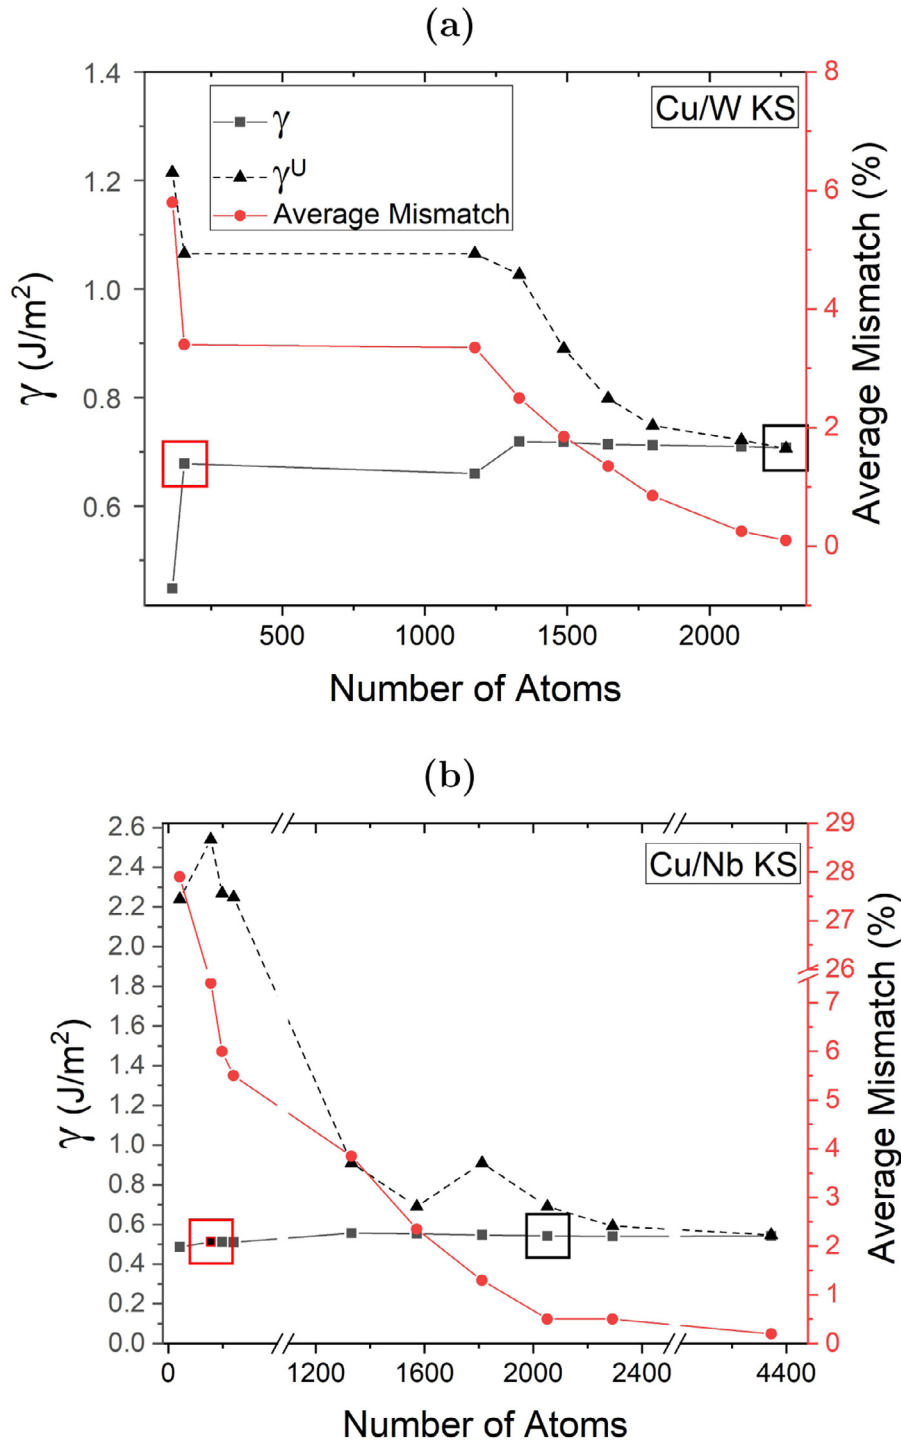 (a)
Cu/W KS
γ
γU
Average Mismatch
γ (J/m2)
1.4
1.2
1.0
0.8
0.6
8
6
4
2
0
Average Mismatch (%)
500 1000 1500 2000
Number of Atoms
(b)
Cu/Nb KS
γ (J/m2)
2.6
2.4
2.2
2.0
1.8
1.6
1.4
1.2
1.0
0.8
0.6
0.4
0.2
0.0
29
28
27
26
7
6
5
4
3
2
1
0
Average Mismatch (%)
0 1200 2000 2400 4400
Number of Atoms